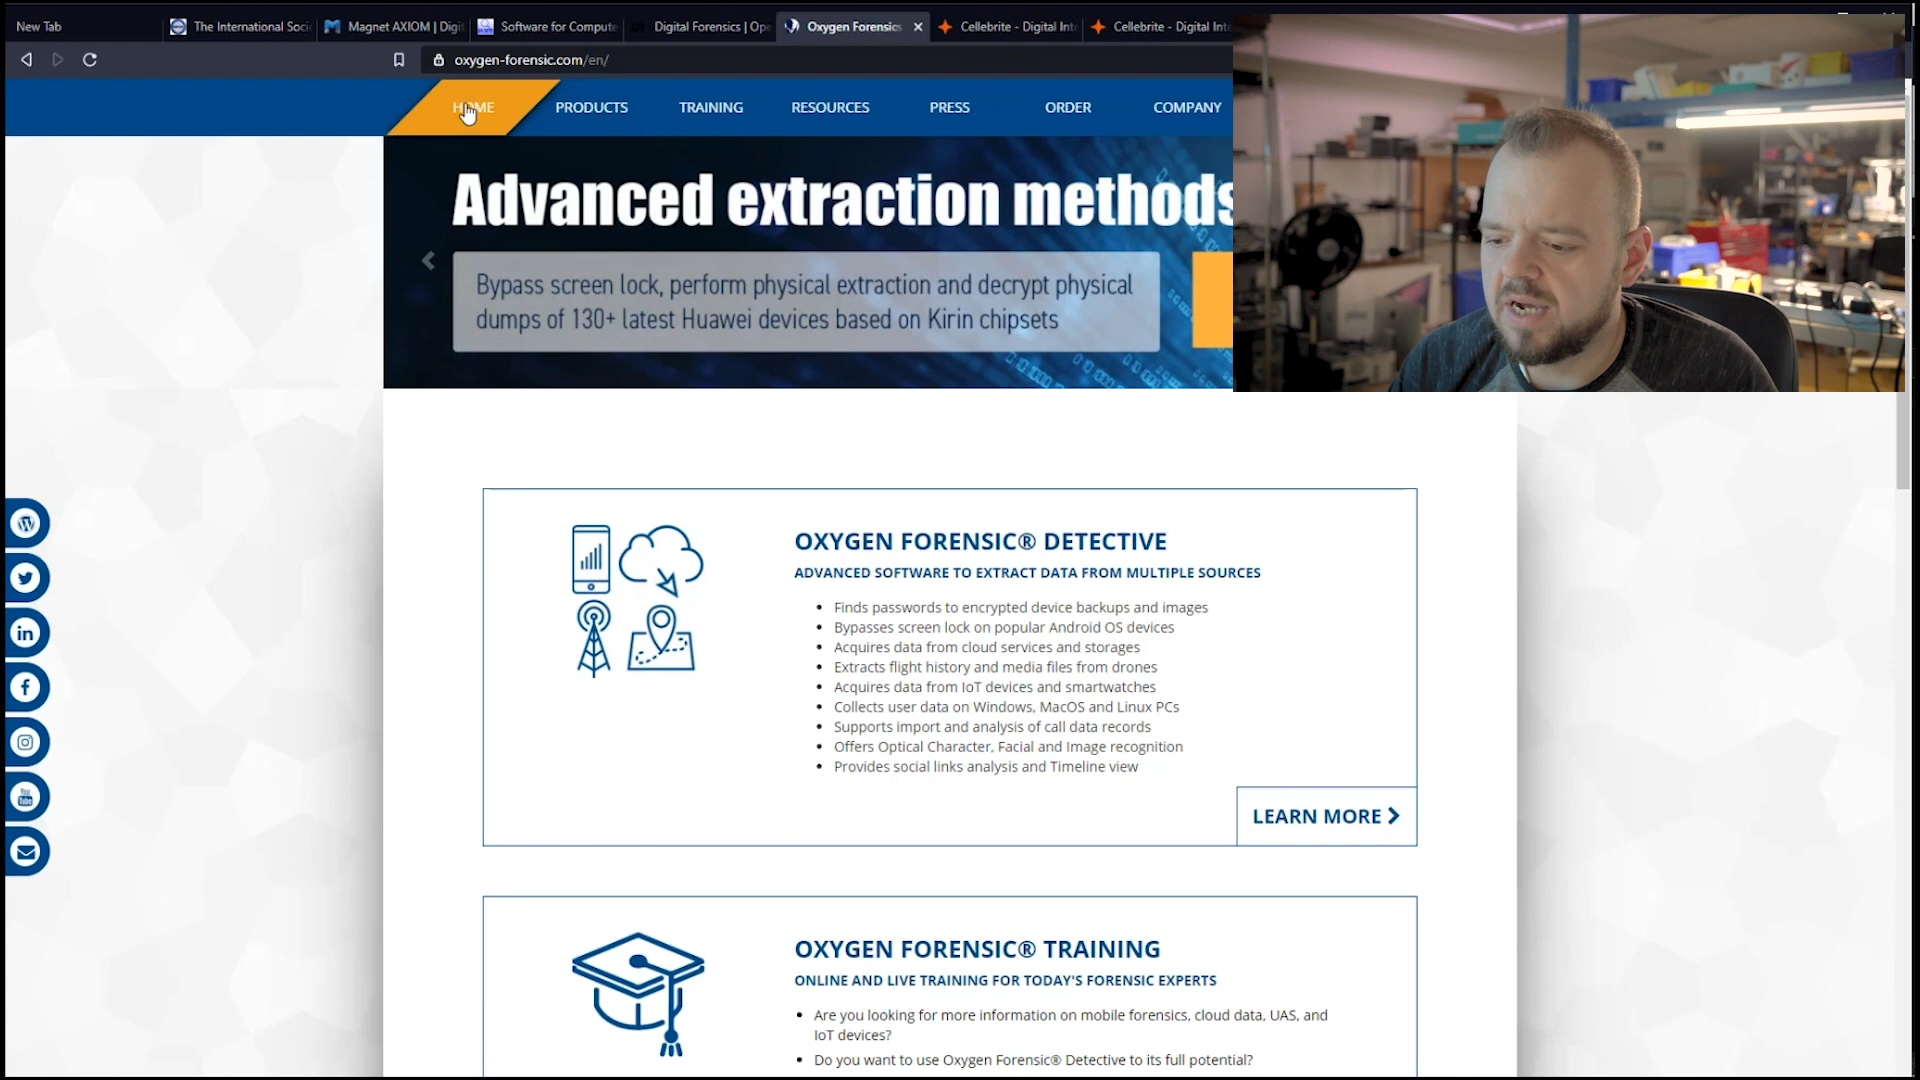 New Tab
The International Soci
Magnet AXIOM | Digit
Software for Compute
Digital Forensics | Ope
Oxygen Forensics
Cellebrite - Digital Int
Cellebrite - Digital Int
oxygen-forensic.com/en/
HOME
PRODUCTS
TRAINING
RESOURCES
PRESS
ORDER
COMPANY
Advanced extraction methods
Bypass screen lock, perform physical extraction and decrypt physical
dumps of 130+ latest Huawei devices based on Kirin chipsets
OXYGEN FORENSIC® DETECTIVE
ADVANCED SOFTWARE TO EXTRACT DATA FROM MULTIPLE SOURCES
• Finds passwords to encrypted device backups and images
• Bypasses screen lock on popular Android OS devices
• Acquires data from cloud services and storages
• Extracts flight history and media files from drones
• Acquires data from IoT devices and smartwatches
• Collects user data on Windows, MacOS and Linux PCs
• Supports import and analysis of call data records
• Offers Optical Character, Facial and Image recognition
• Provides social links analysis and Timeline view
LEARN MORE
OXYGEN FORENSIC® TRAINING
ONLINE AND LIVE TRAINING FOR TODAY'S FORENSIC EXPERTS
• Are you looking for more information on mobile forensics, cloud data, UAS, and
IoT devices?
• Do you want to use Oxygen Forensic® Detective to its full potential?